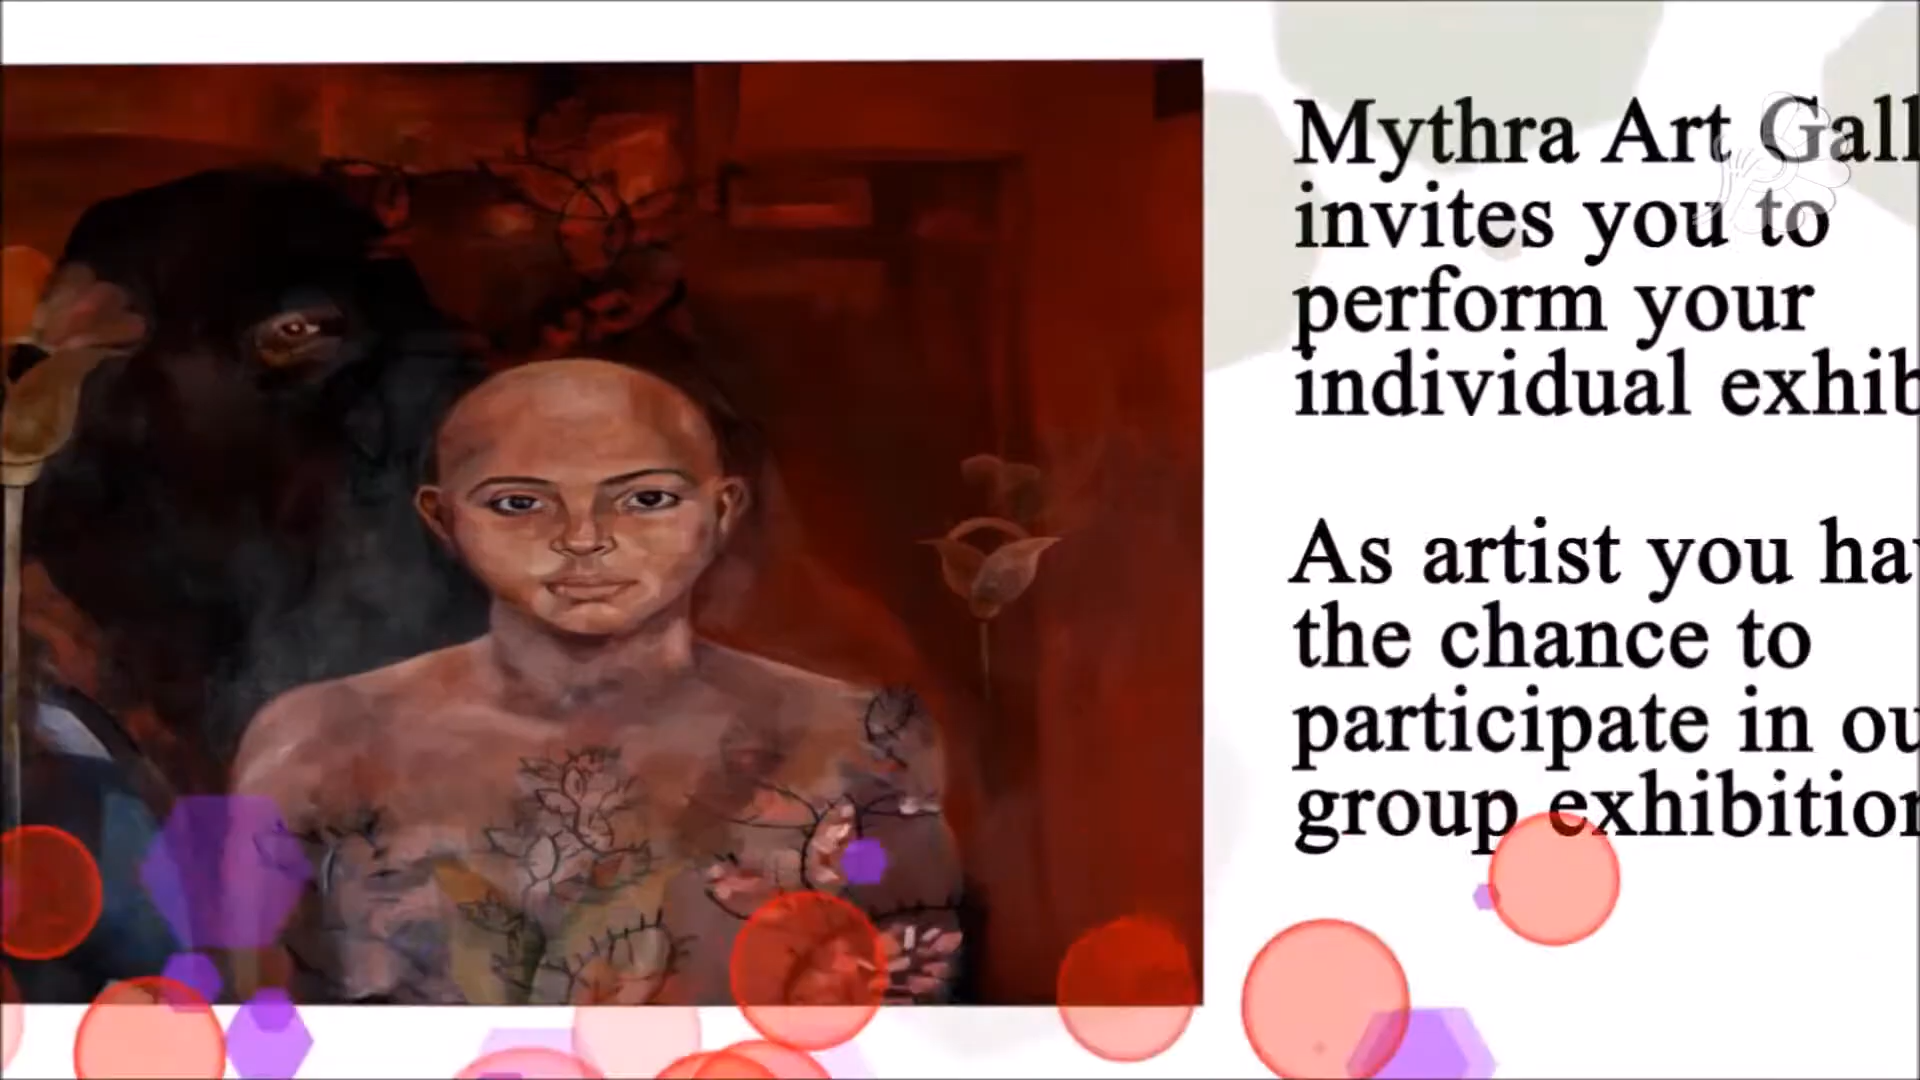 Mythra Art Gall
invites you to
perform your
individual exhib
As artist you hav
the chance to
participate in ou
group exhibition